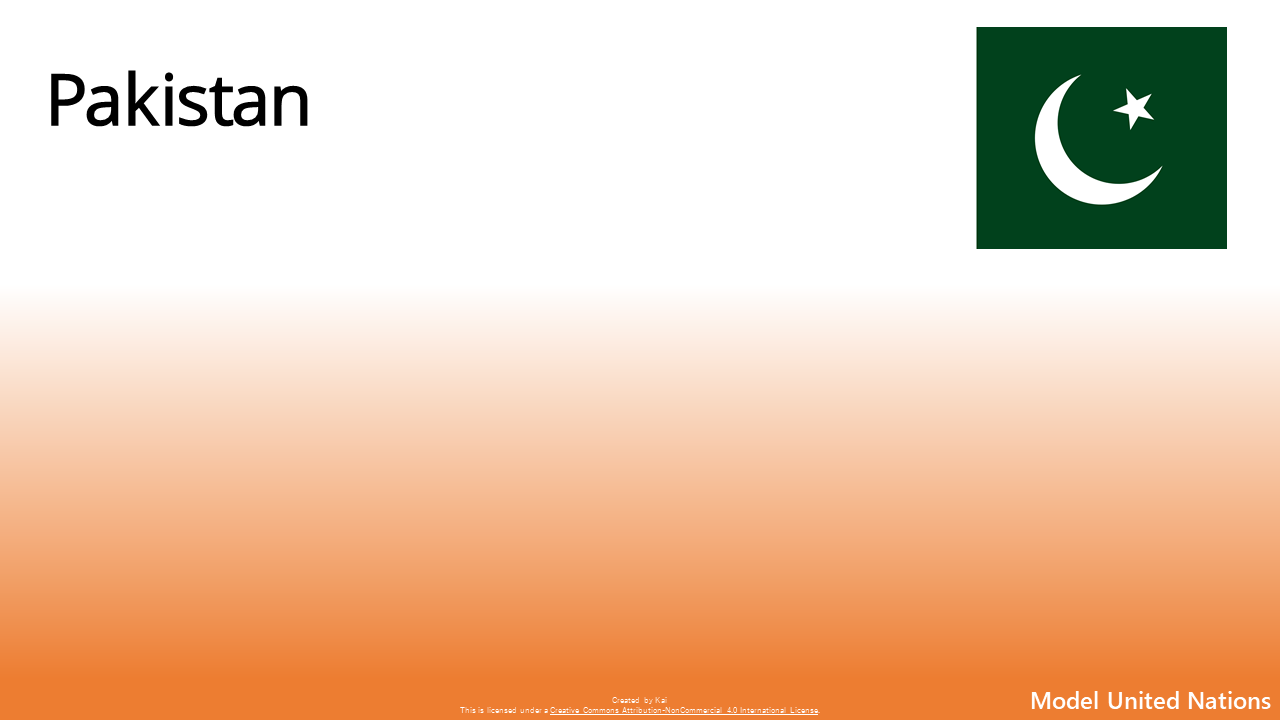 Pakistan
Created by Kai
This is licensed under a Creative Commons Attribution-NonCommercial 4.0 International License.
Model United Nations